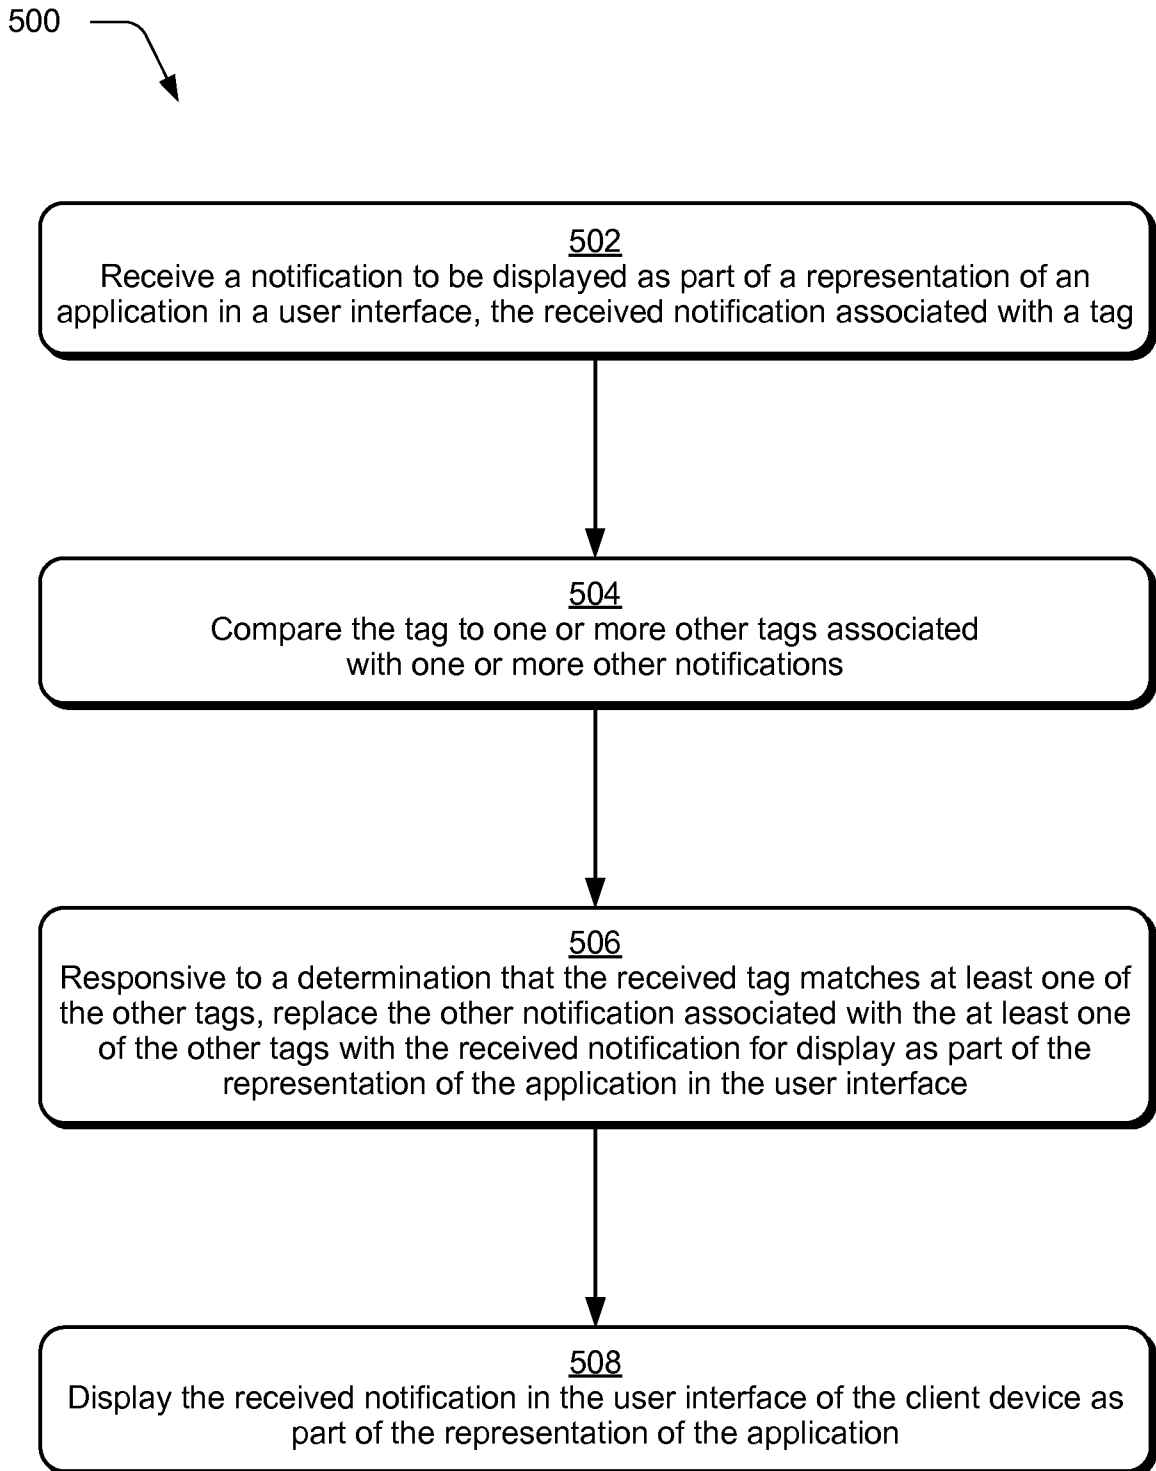 500
502
Receive a notification to be displayed as part of a representation of an
application in a user interface, the received notification associated with a tag
504
Compare the tag to one or more other tags associated
with one or more other notifications
506
Responsive to a determination that the received tag matches at least one of
the other tags, replace the other notification associated with the at least one
of the other tags with the received notification for display as part of the
representation of the application in the user interface
508
Display the received notification in the user interface of the client device as
part of the representation of the application